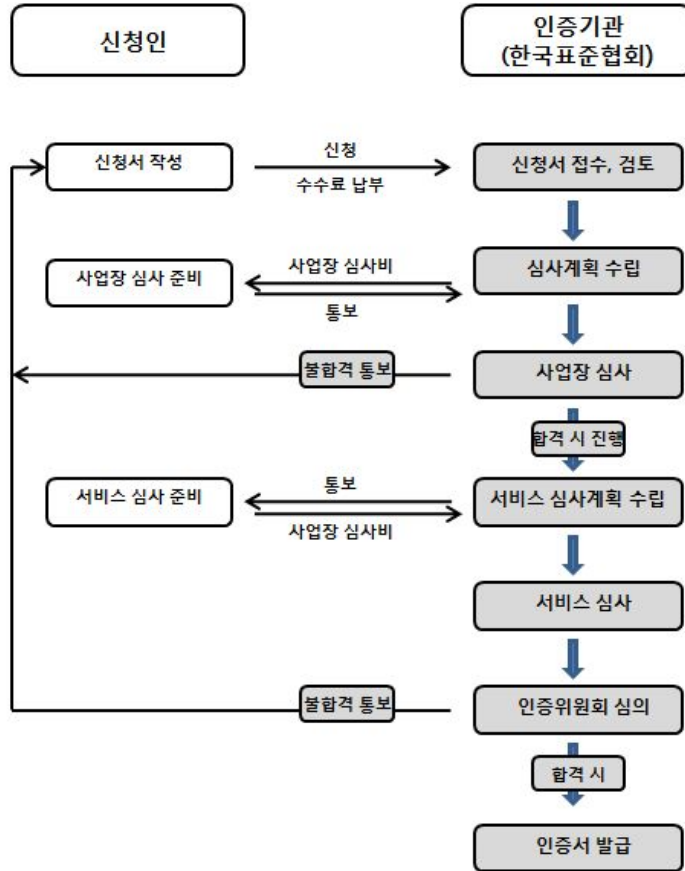 신청인
인증기관
(한국표준협회)
신청서 작성
신청
수수료 납부
신청서 접수, 검토
사업장 심사 준비
사업장 심사비
통보
심사계획 수립
불합격 통보
사업장 심사
합격 시 진행
서비스 심사 준비
통보
사업장 심사비
서비스 심사계획 수립
서비스 심사
불합격 통보
인증위원회 심의
합격 시
인증서 발급